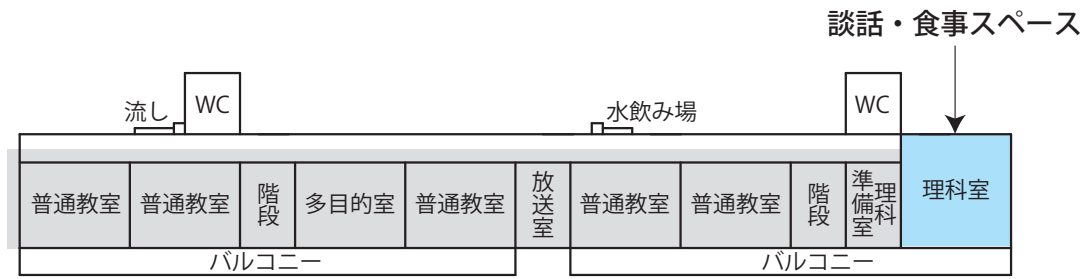 談話・食事スペース
WC
流し
水飲み場
WC
普通教室
普通教室
階段
多目的室
普通教室
放送室
普通教室
普通教室
階段
理科準備室
理科室
バルコニー
バルコニー